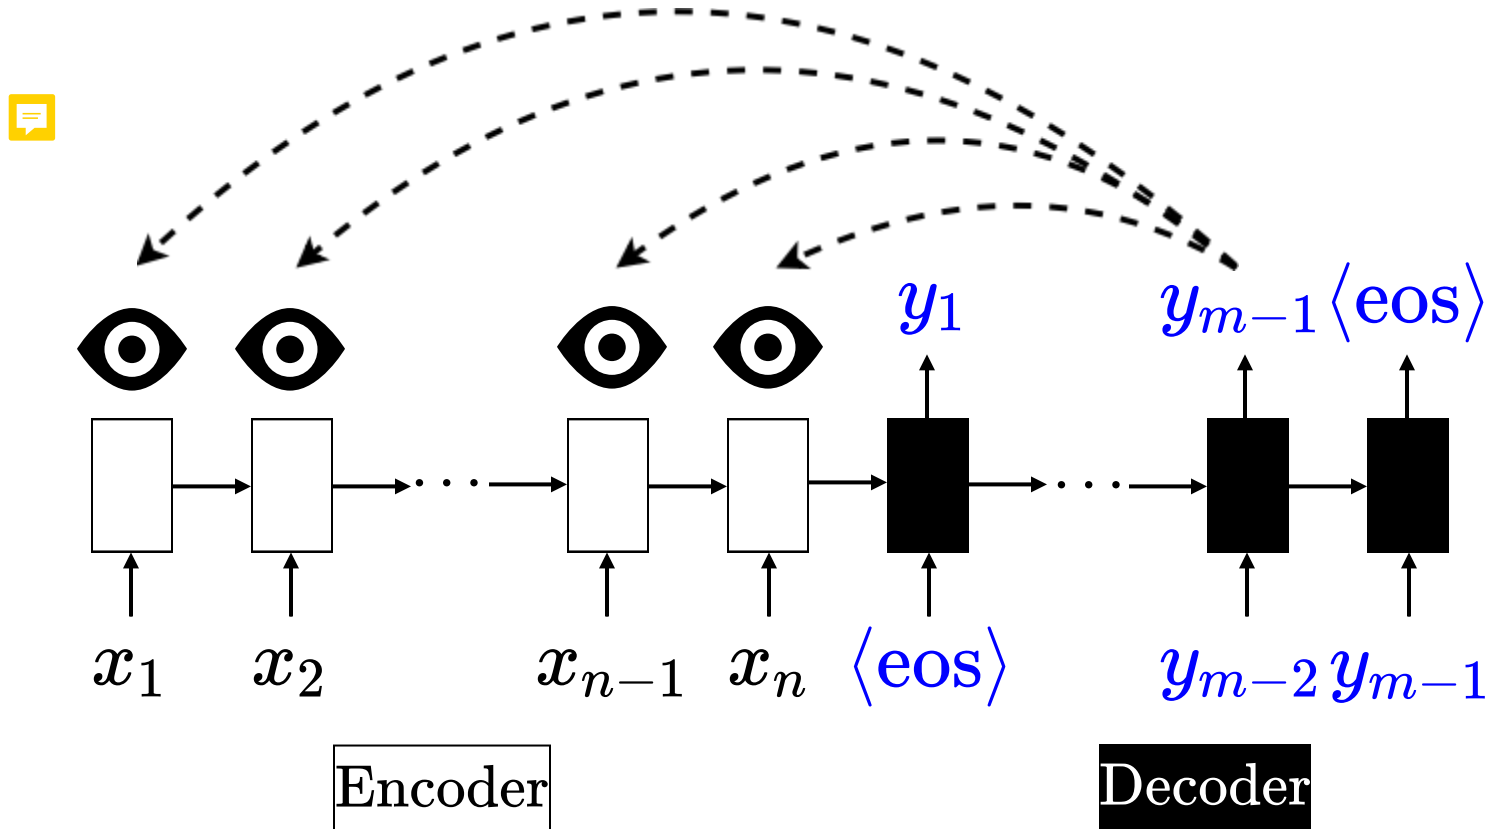 y₁ yₘ₋₁ ⟨eos⟩
· · · · · ·
x₁ x₂ xₙ₋₁ xₙ ⟨eos⟩ yₘ₋₂ yₘ₋₁
Encoder Decoder